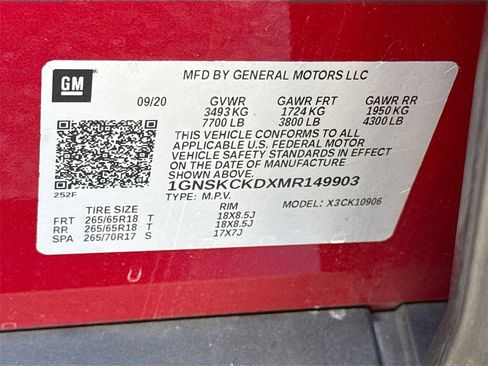 GM
MFD BY GENERAL MOTORS LLC
09/20 GVWR GAWR FRT GAWR RR
3493 KG 1724 KG 1950 KG
7700 LB 3800 LB 4300 LB
THIS VEHICLE CONFORMS TO ALL
APPLICABLE U.S. FEDERAL MOTOR
VEHICLE SAFETY STANDARDS IN EFFECT
ON THE DATE OF MANUFACTURE
SHOWN ABOVE.
252F
1GNSKCKDXMR149903
TYPE: M.P.V. MODEL: X3CK10906
TIRE SIZE RIM
FRT 265/65R18 T 18X8.5J
RR 265/65R18 T 18X8.5J
SPA 265/70R17 S 17X7J